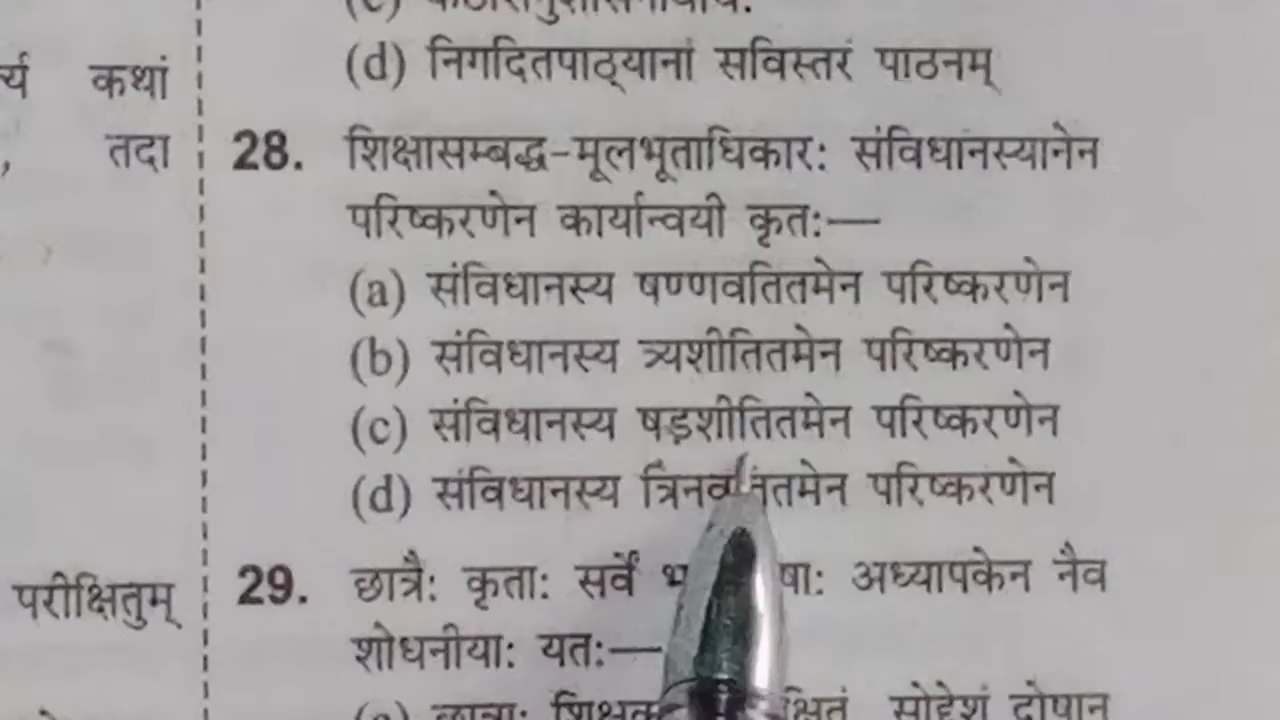 र्य कथां
, तदा
परीक्षितुम्
(d) निगदितपाठ्यानां सविस्तरं पाठनम्
28. शिक्षासम्बद्ध-मूलभूताधिकारः संविधानस्यानेन
परिष्करणेन कार्यान्वयी कृतः—
(a) संविधानस्य षण्णवतितमेन परिष्करणेन
(b) संविधानस्य त्र्यशीतितमेन परिष्करणेन
(c) संविधानस्य षड्शीतितमेन परिष्करणेन
(d) संविधानस्य परिष्करणेन
29. छात्रैः कृताः सर्वे अध्यापकेन नैव
शोधनीयाः यतः—